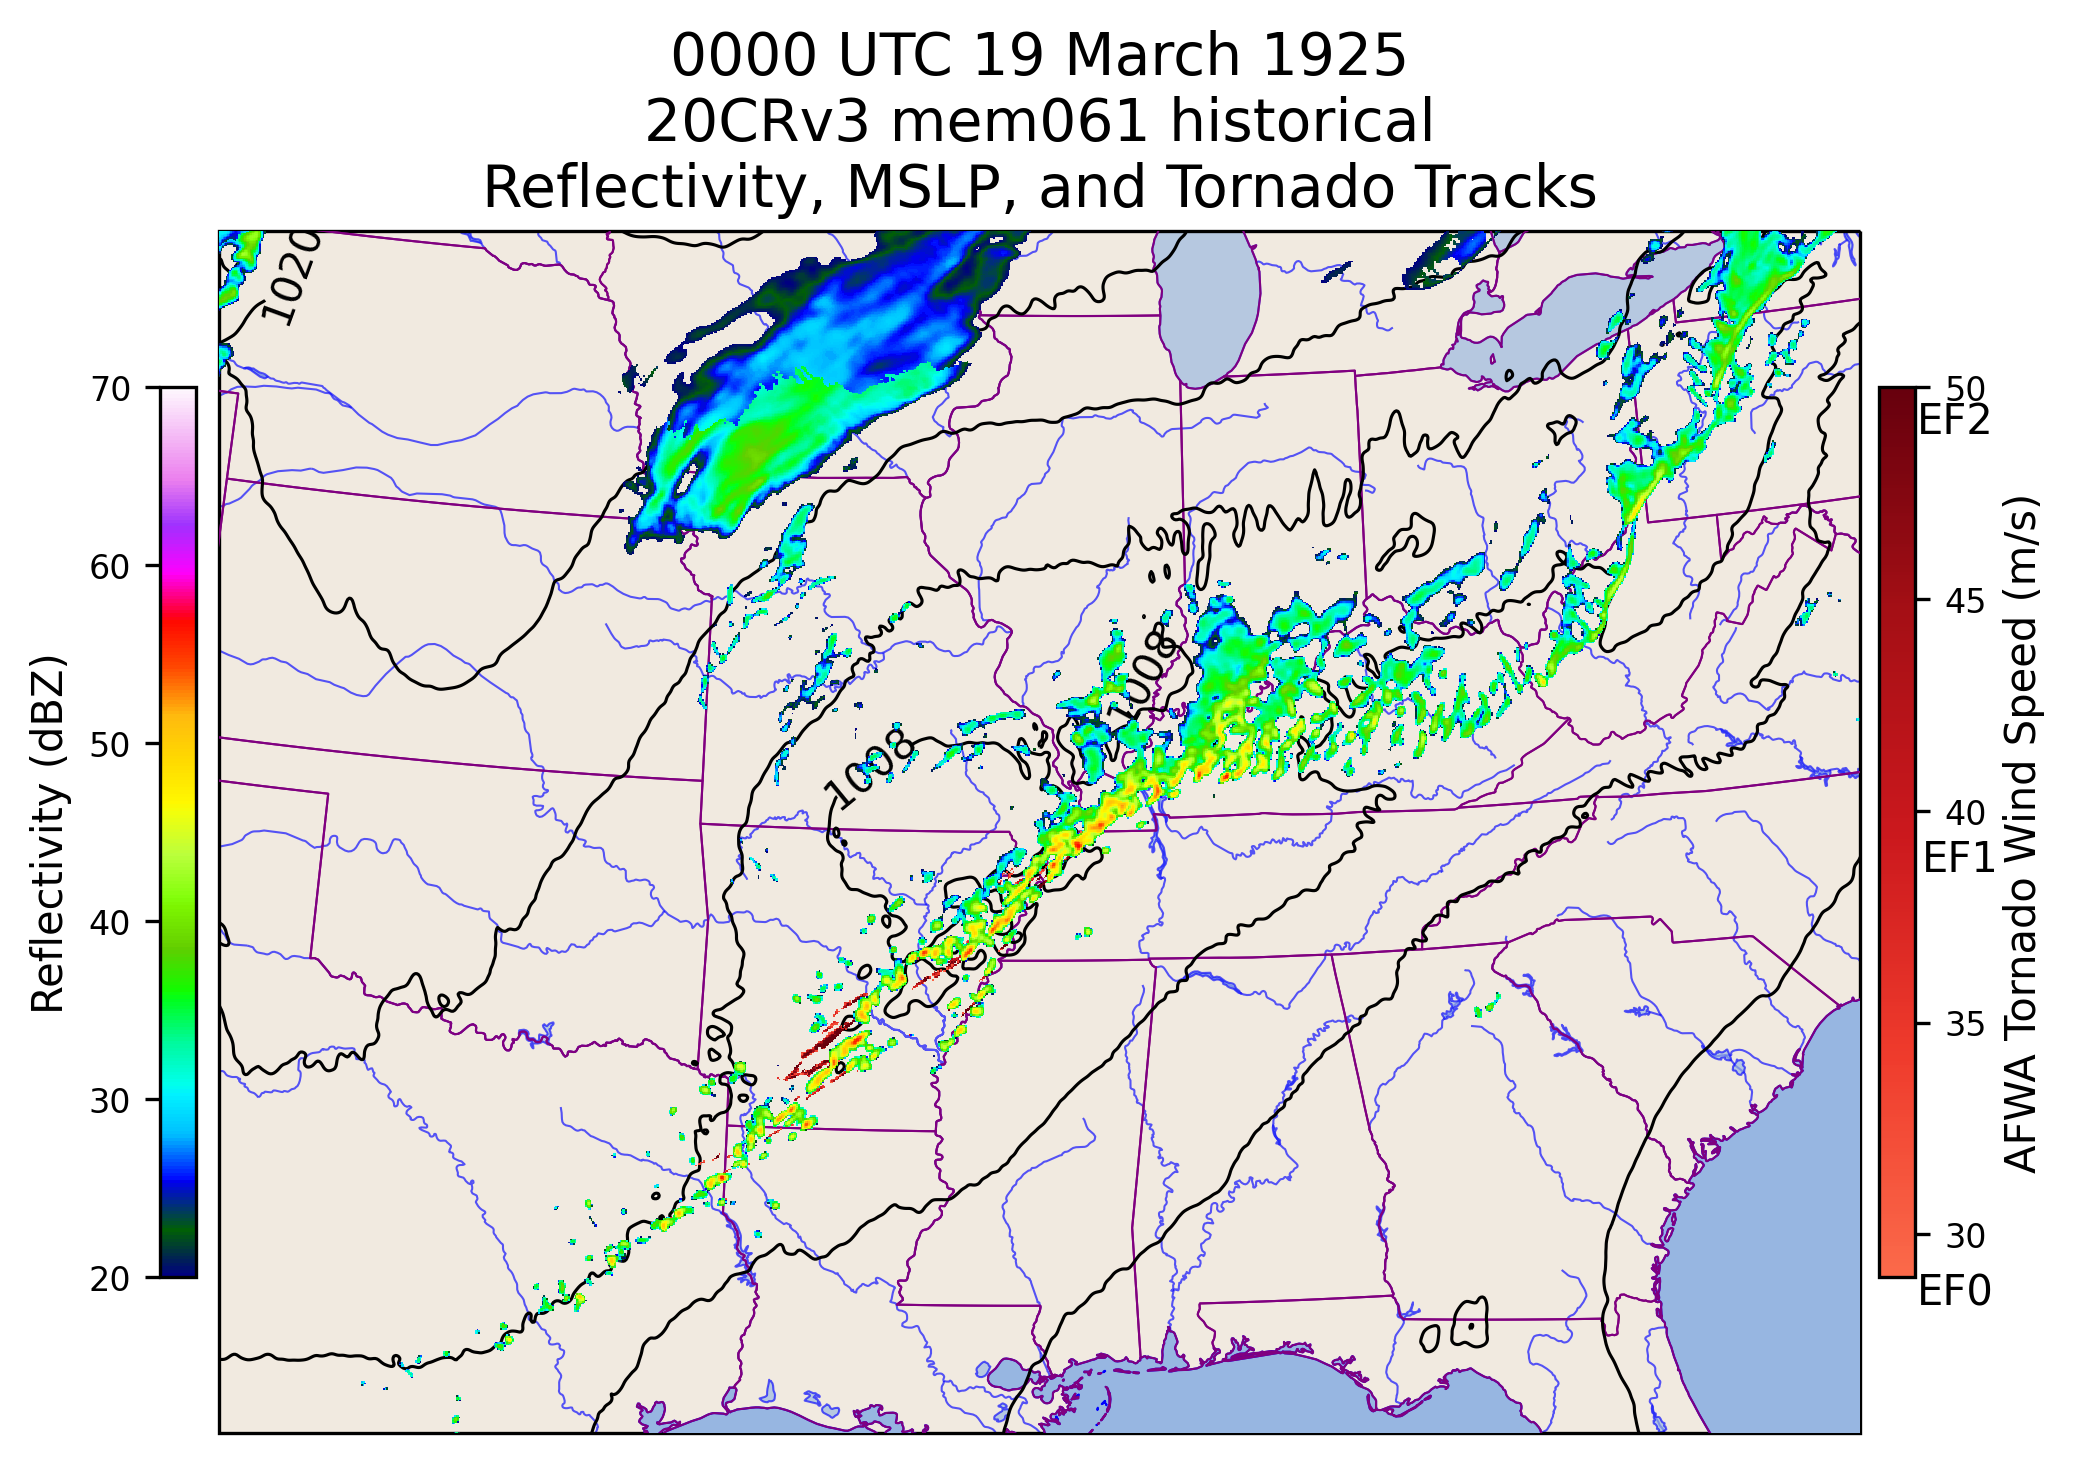 0000 UTC 19 March 1925
20CRv3 mem061 historical
Reflectivity, MSLP, and Tornado Tracks
1020
1008
1008
70
60
50
40
30
20
Reflectivity (dBZ)
50
EF2
45
40
EF1
35
30
EF0
AFWA Tornado Wind Speed (m/s)